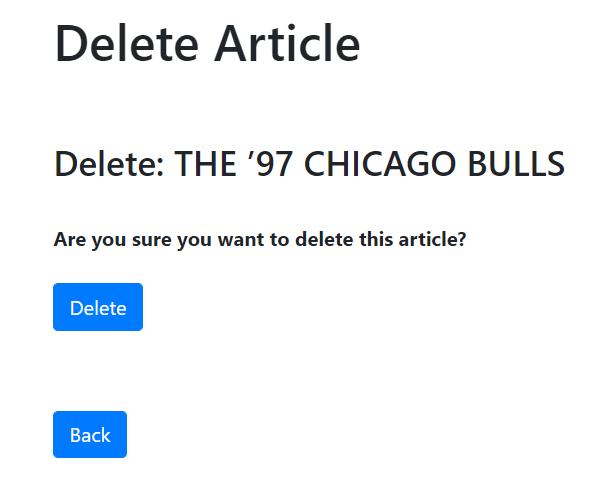 Delete Article
Delete: THE ’97 CHICAGO BULLS
Are you sure you want to delete this article?
Delete
Back